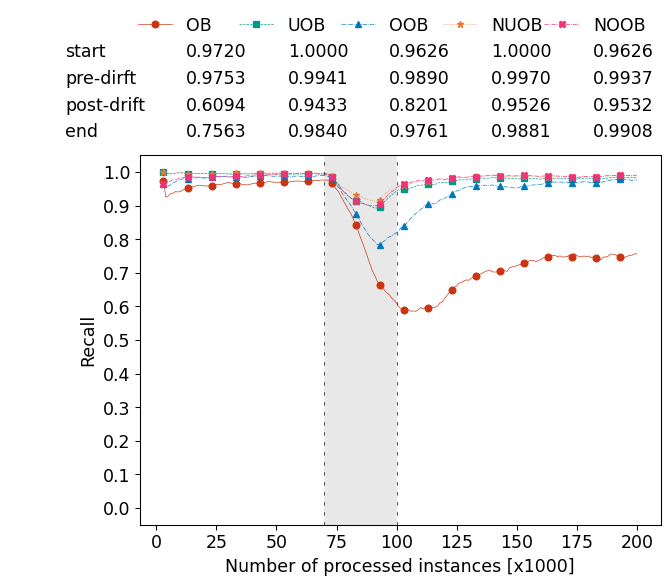 OB UOB OOB NUOB NOOB
start 0.9720 1.0000 0.9626 1.0000 0.9626
pre-dirft 0.9753 0.9941 0.9890 0.9970 0.9937
post-drift 0.6094 0.9433 0.8201 0.9526 0.9532
end 0.7563 0.9840 0.9761 0.9881 0.9908
1.0
0.9
0.8
0.7
0.6
0.5
0.4
0.3
0.2
0.1
0.0
Recall
0 25 50 75 100 125 150 175 200
Number of processed instances [x1000]